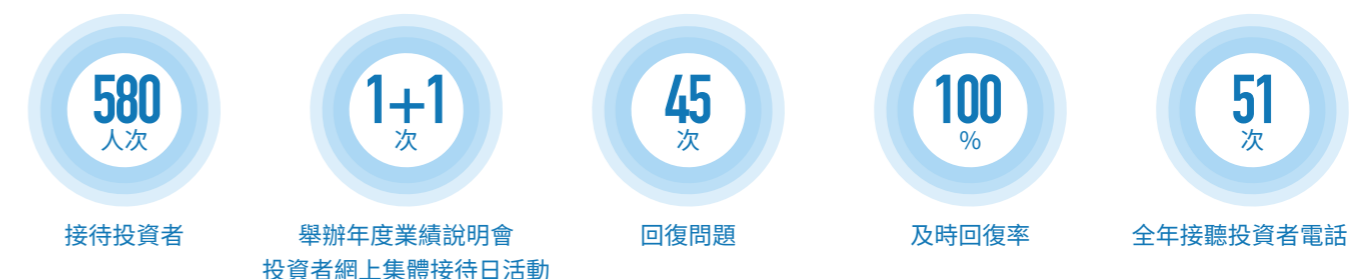 580
人次
接待投資者
1+1
次
舉辦年度業績說明會
投資者網上集體接待日活動
45
次
回復問題
100
%
及時回復率
51
次
全年接聽投資者電話